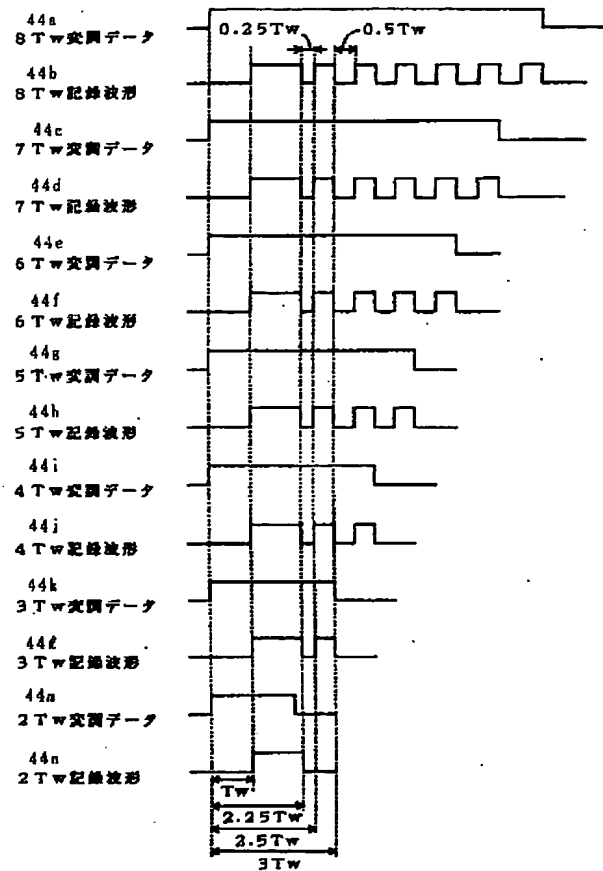 44a
8Tw変調データ
0.25Tw
0.5Tw
44b
8Tw記録波形
44c
7Tw変調データ
44d
7Tw記録波形
44e
6Tw変調データ
44f
6Tw記録波形
44g
5Tw変調データ
44h
5Tw記録波形
44i
4Tw変調データ
44j
4Tw記録波形
44k
3Tw変調データ
44ℓ
3Tw記録波形
44m
2Tw変調データ
44n
2Tw記録波形
Tw
2.25Tw
2.5Tw
3Tw